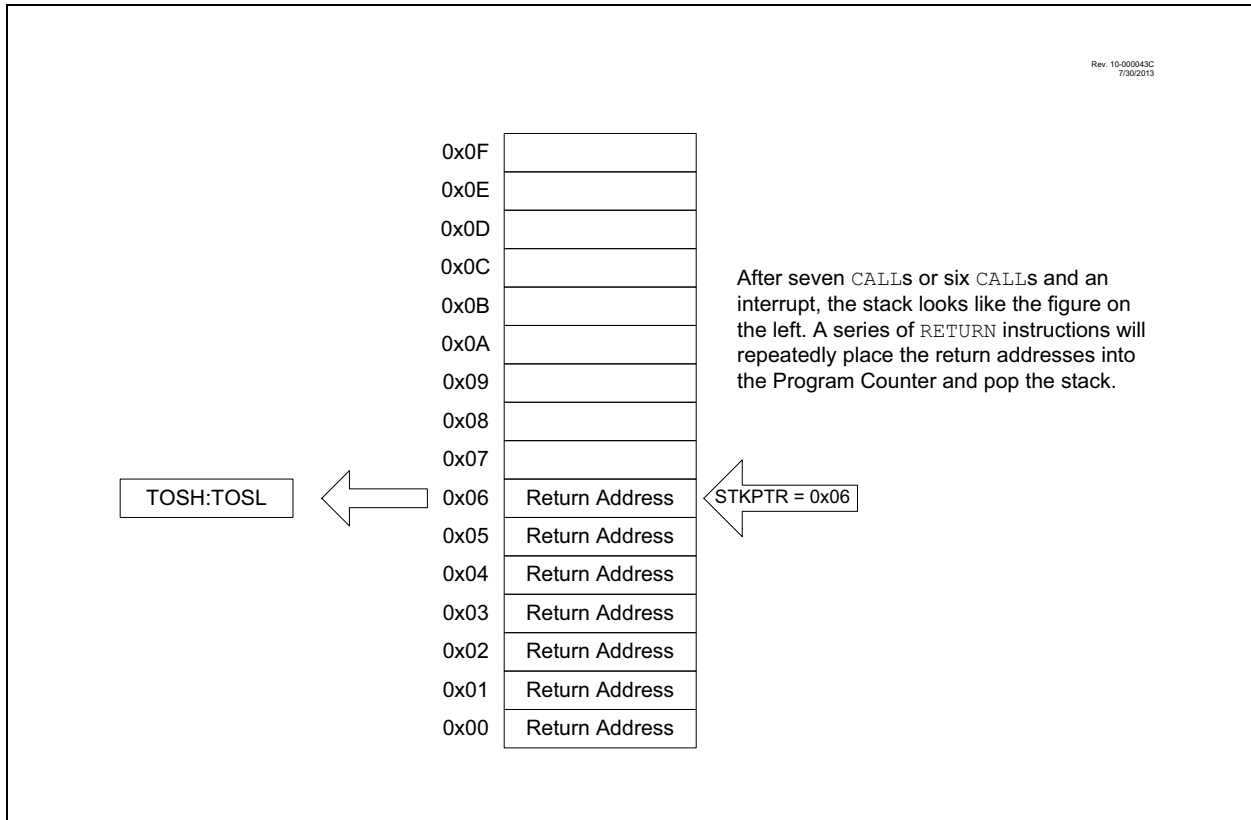 Rev. 10-000043C
7/30/2013
0x0F
0x0E
0x0D
0x0C
0x0B
0x0A
0x09
0x08
0x07
After seven CALLs or six CALLs and an
interrupt, the stack looks like the figure on
the left. A series of RETURN instructions will
repeatedly place the return addresses into
the Program Counter and pop the stack.
TOSH:TOSL
0x06 Return Address
STKPTR = 0x06
0x05 Return Address
0x04 Return Address
0x03 Return Address
0x02 Return Address
0x01 Return Address
0x00 Return Address